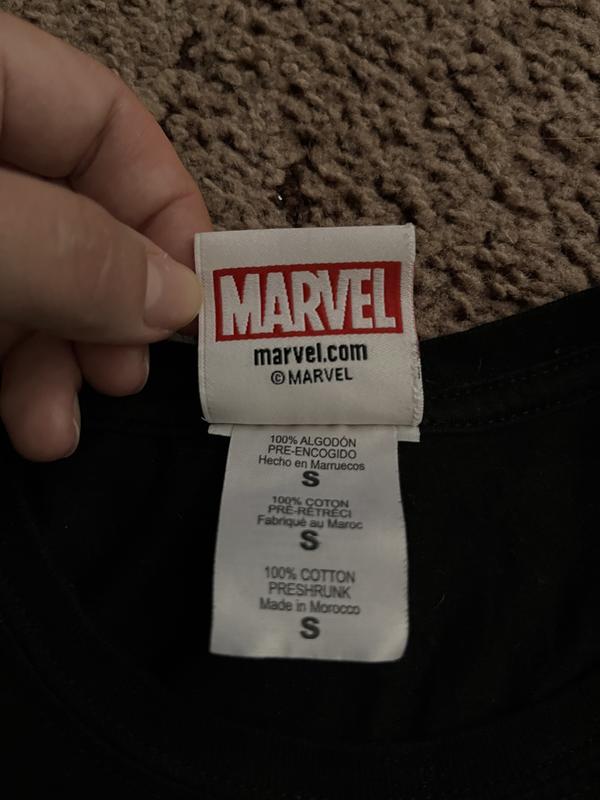 MARVEL
marvel.com
© MARVEL
100% ALGODÓN
PRE-ENCOGIDO
Hecho en Marruecos
S
100% COTON
PRÉ-RÉTRÉCI
Fabriqué au Maroc
S
100% COTTON
PRESHRUNK
Made in Morocco
S